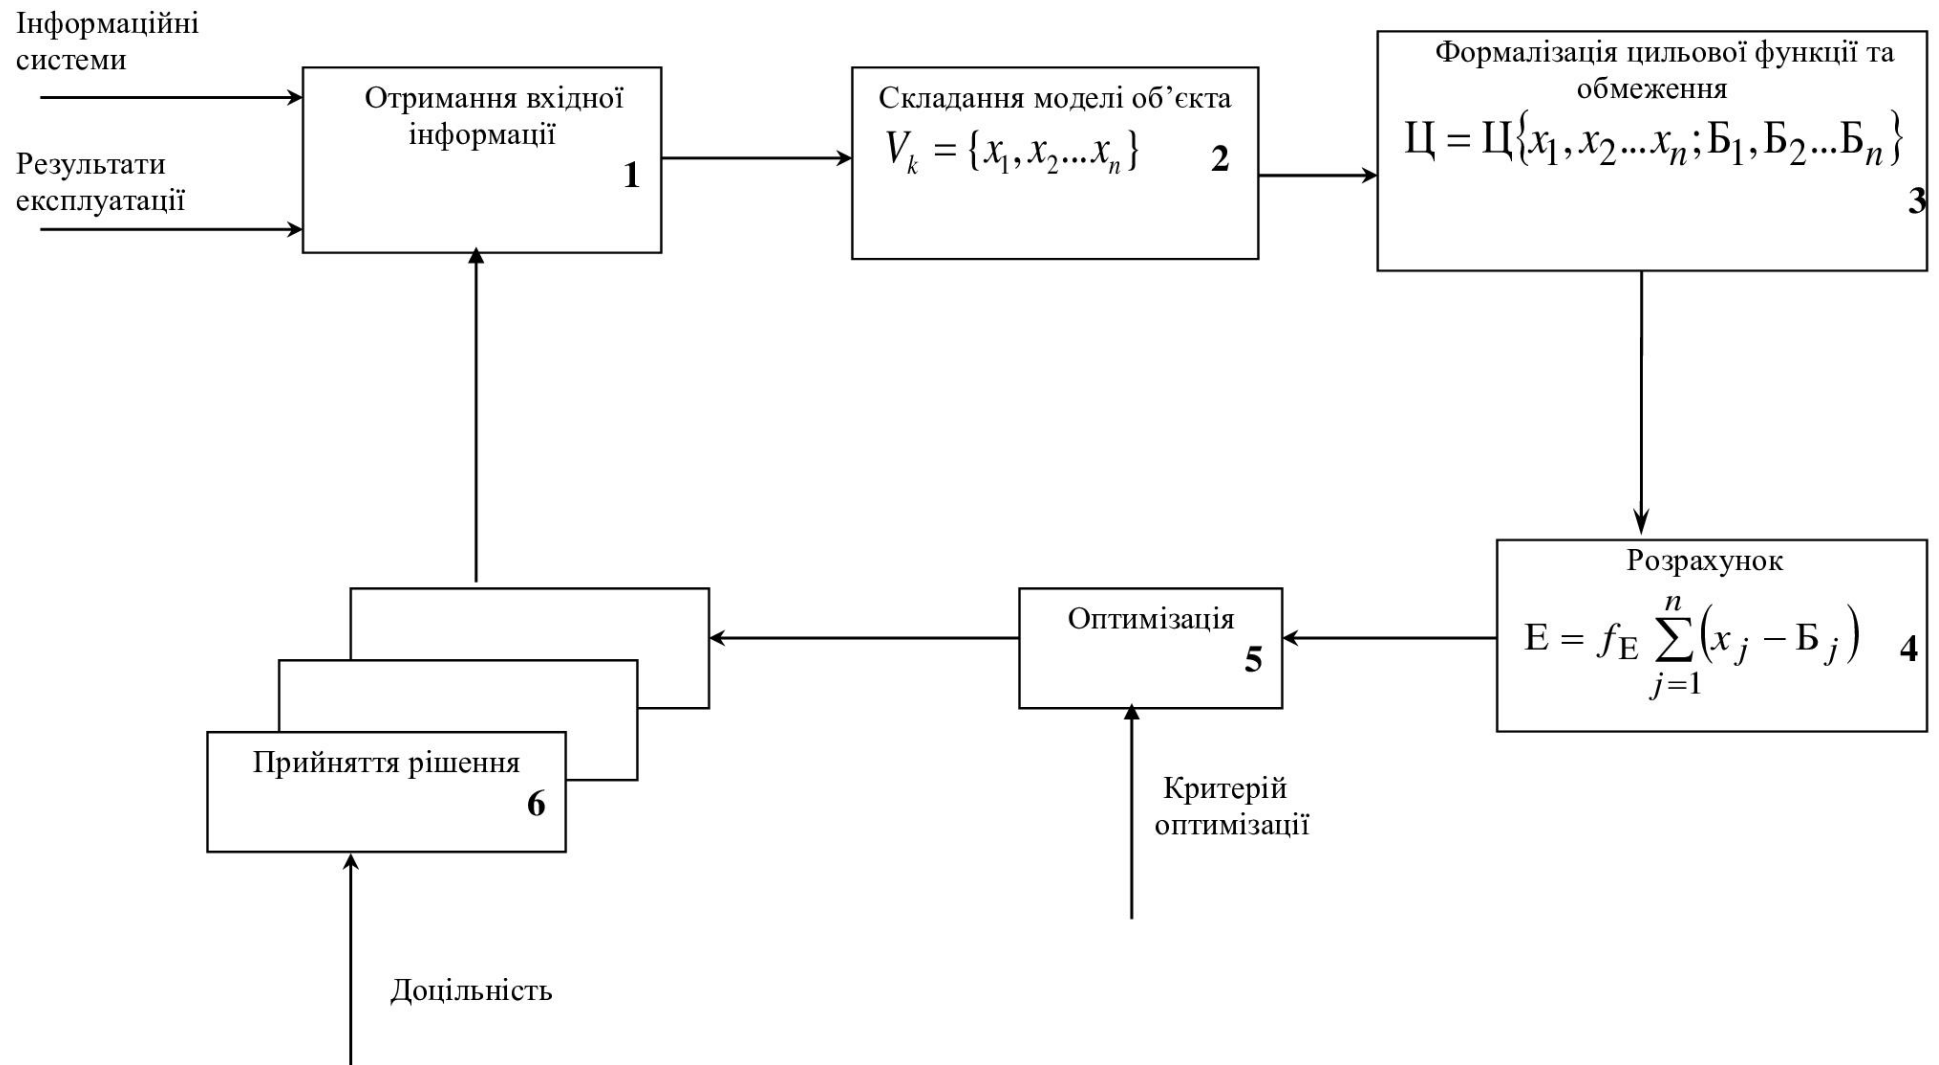 Інформаційні
системи
Результати
експлуатації
Отримання вхідної
інформації
1
Складання моделі об’єкта
V_k = {x_1, x_2...x_n}
2
Формалізація цильової функції та
обмеження
Ц = Ц{x_1, x_2...x_n; Б_1, Б_2...Б_n}
3
Розрахунок
E = f_E ∑_{j=1}^{n} (x_j − Б_j)
4
Оптимізація
5
Критерій
оптимізації
Прийняття рішення
6
Доцільність